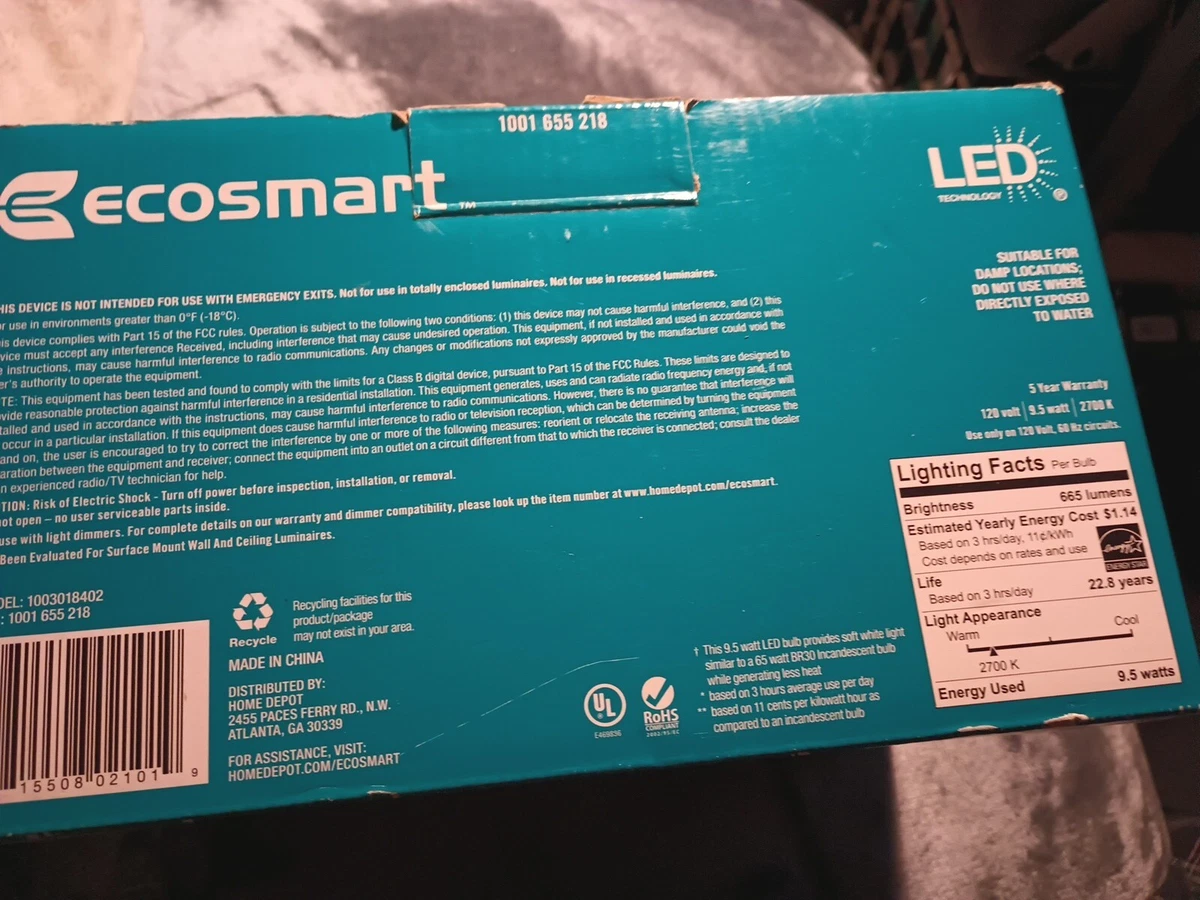 1001 655 218
ecosmart™
LED
TECHNOLOGY ®
SUITABLE FOR
DAMP LOCATIONS;
DO NOT USE WHERE
DIRECTLY EXPOSED
TO WATER
HIS DEVICE IS NOT INTENDED FOR USE WITH EMERGENCY EXITS. Not for use in totally enclosed luminaires. Not for use in recessed luminaires.
r use in environments greater than 0°F (-18°C).
is device complies with Part 15 of the FCC rules. Operation is subject to the following two conditions: (1) this device may not cause harmful interference, and (2) this
vice must accept any interference Received, including interference that may cause undesired operation. This equipment, if not installed and used in accordance with
e instructions, may cause harmful interference to radio communications. Any changes or modifications not expressly approved by the manufacturer could void the
er's authority to operate the equipment.
TE: This equipment has been tested and found to comply with the limits for a Class B digital device, pursuant to Part 15 of the FCC Rules. These limits are designed to
vide reasonable protection against harmful interference in a residential installation. This equipment generates, uses and can radiate radio frequency energy and, if not
talled and used in accordance with the instructions, may cause harmful interference to radio communications. However, there is no guarantee that interference will
occur in a particular installation. If this equipment does cause harmful interference to radio or television reception, which can be determined by turning the equipment
and on, the user is encouraged to try to correct the interference by one or more of the following measures: reorient or relocate the receiving antenna; increase the
aration between the equipment and receiver; connect the equipment into an outlet on a circuit different from that to which the receiver is connected; consult the dealer
n experienced radio/TV technician for help.
TION: Risk of Electric Shock - Turn off power before inspection, installation, or removal.
ot open – no user serviceable parts inside.
use with light dimmers. For complete details on our warranty and dimmer compatibility, please look up the item number at www.homedepot.com/ecosmart.
Been Evaluated For Surface Mount Wall And Ceiling Luminaires.
5 Year Warranty
120 volt | 9.5 watt | 2700 K
Use only on 120 Volt, 60 Hz circuits.
Lighting Facts Per Bulb
Brightness 665 lumens
Estimated Yearly Energy Cost $1.14
Based on 3 hrs/day, 11¢/kWh
Cost depends on rates and use
ENERGY STAR
Life
Based on 3 hrs/day 22.8 years
Light Appearance
Warm Cool
2700 K
Energy Used 9.5 watts
DEL: 1003018402
: 1001 655 218
15508 02101 9
Recycle
Recycling facilities for this
product/package
may not exist in your area.
MADE IN CHINA
DISTRIBUTED BY:
HOME DEPOT
2455 PACES FERRY RD., N.W.
ATLANTA, GA 30339
FOR ASSISTANCE, VISIT:
HOMEDEPOT.COM/ECOSMART
UL
E469836
RoHS
COMPLIANT
2002/95/EC
† This 9.5 watt LED bulb provides soft white light
similar to a 65 watt BR30 Incandescent bulb
while generating less heat
* based on 3 hours average use per day
** based on 11 cents per kilowatt hour as
compared to an incandescent bulb